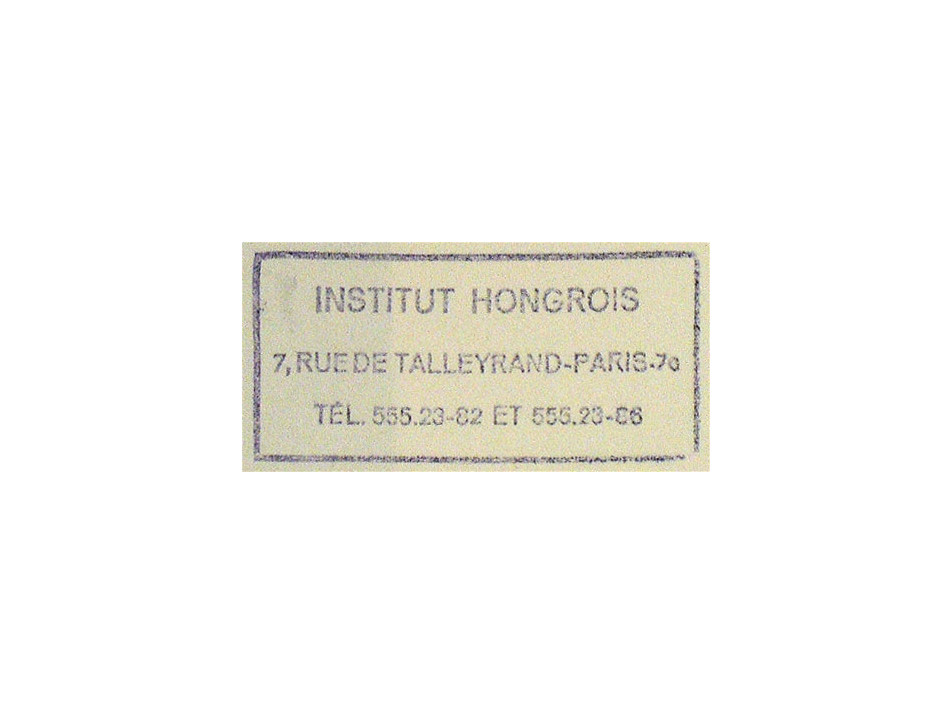 INSTITUT HONGROIS
7, RUE DE TALLEYRAND-PARIS-7e
TÉL. 555.23-82 ET 555.23-86